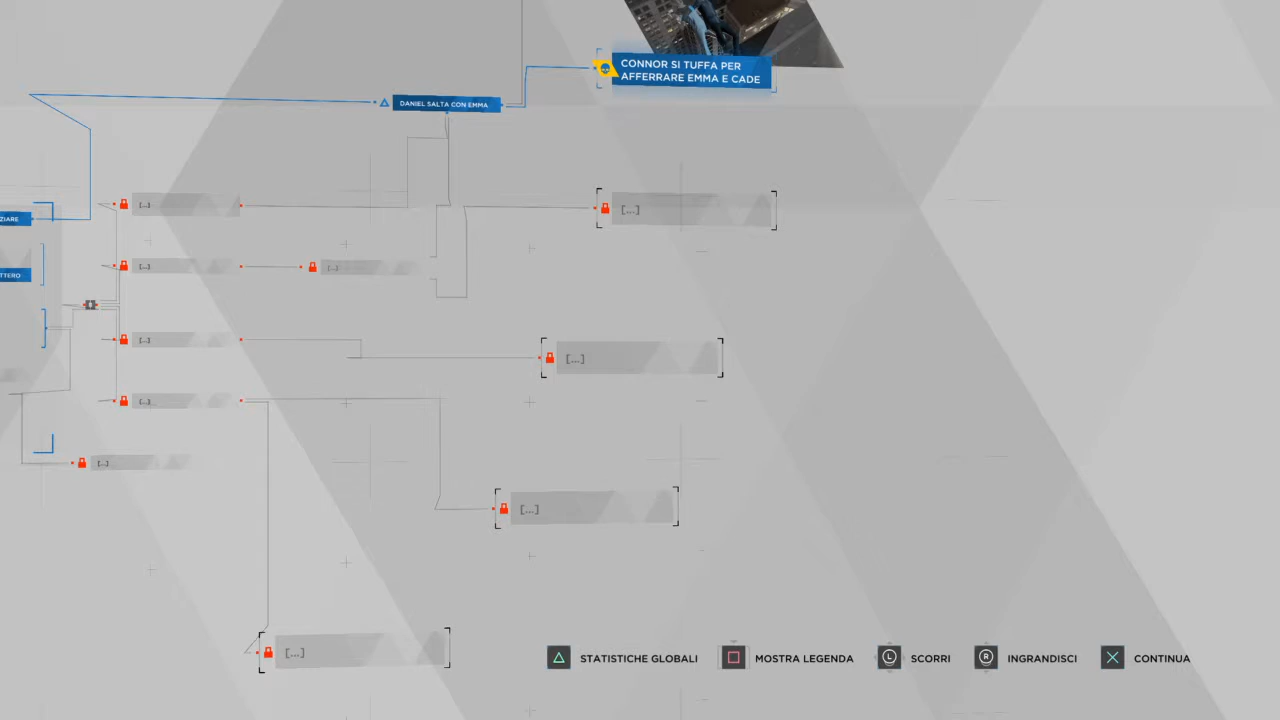 CONNOR SI TUFFA PER
AFFERRARE EMMA E CADE
DANIEL SALTA CON EMMA
[...]
[...]
ZIARE
[...]
[...]
TTERO
[...]
[...]
[...]
[...]
[...]
[...]
STATISTICHE GLOBALI
MOSTRA LEGENDA
L
SCORRI
R
INGRANDISCI
CONTINUA